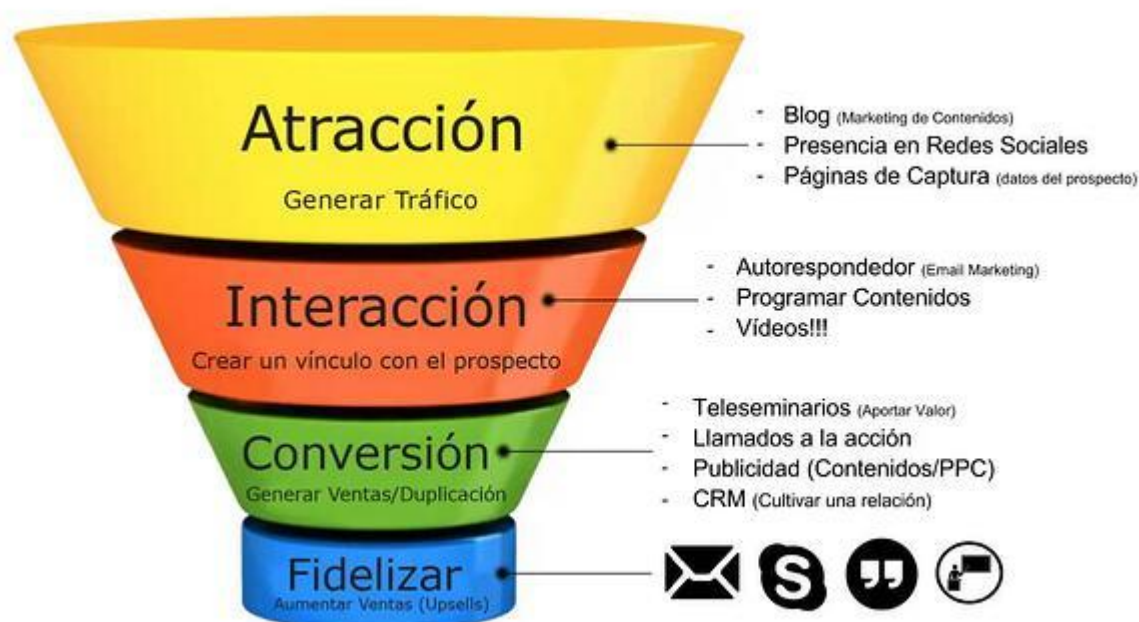 Atracción
Generar Tráfico
- Blog (Marketing de Contenidos)
- Presencia en Redes Sociales
- Páginas de Captura (datos del prospecto)
Interacción
Crear un vínculo con el prospecto
- Autorespondedor (Email Marketing)
- Programar Contenidos
- Vídeos!!!
Conversión
Generar Ventas/Duplicación
- Teleseminarios (Aportar Valor)
- Llamados a la acción
- Publicidad (Contenidos/PPC)
- CRM (Cultivar una relación)
Fidelizar
Aumentar Ventas (Upsells)